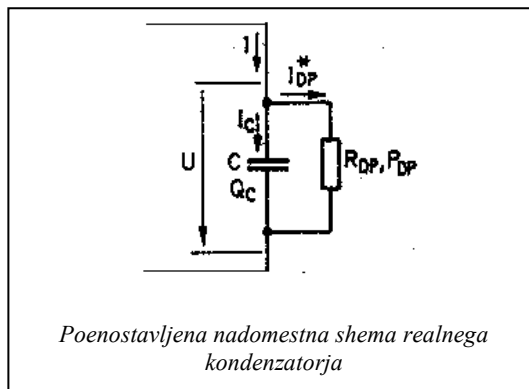 I
I*DP
IC
U
C
QC
RDP, PDP
Poenostavljena nadomestna shema realnega
kondenzatorja